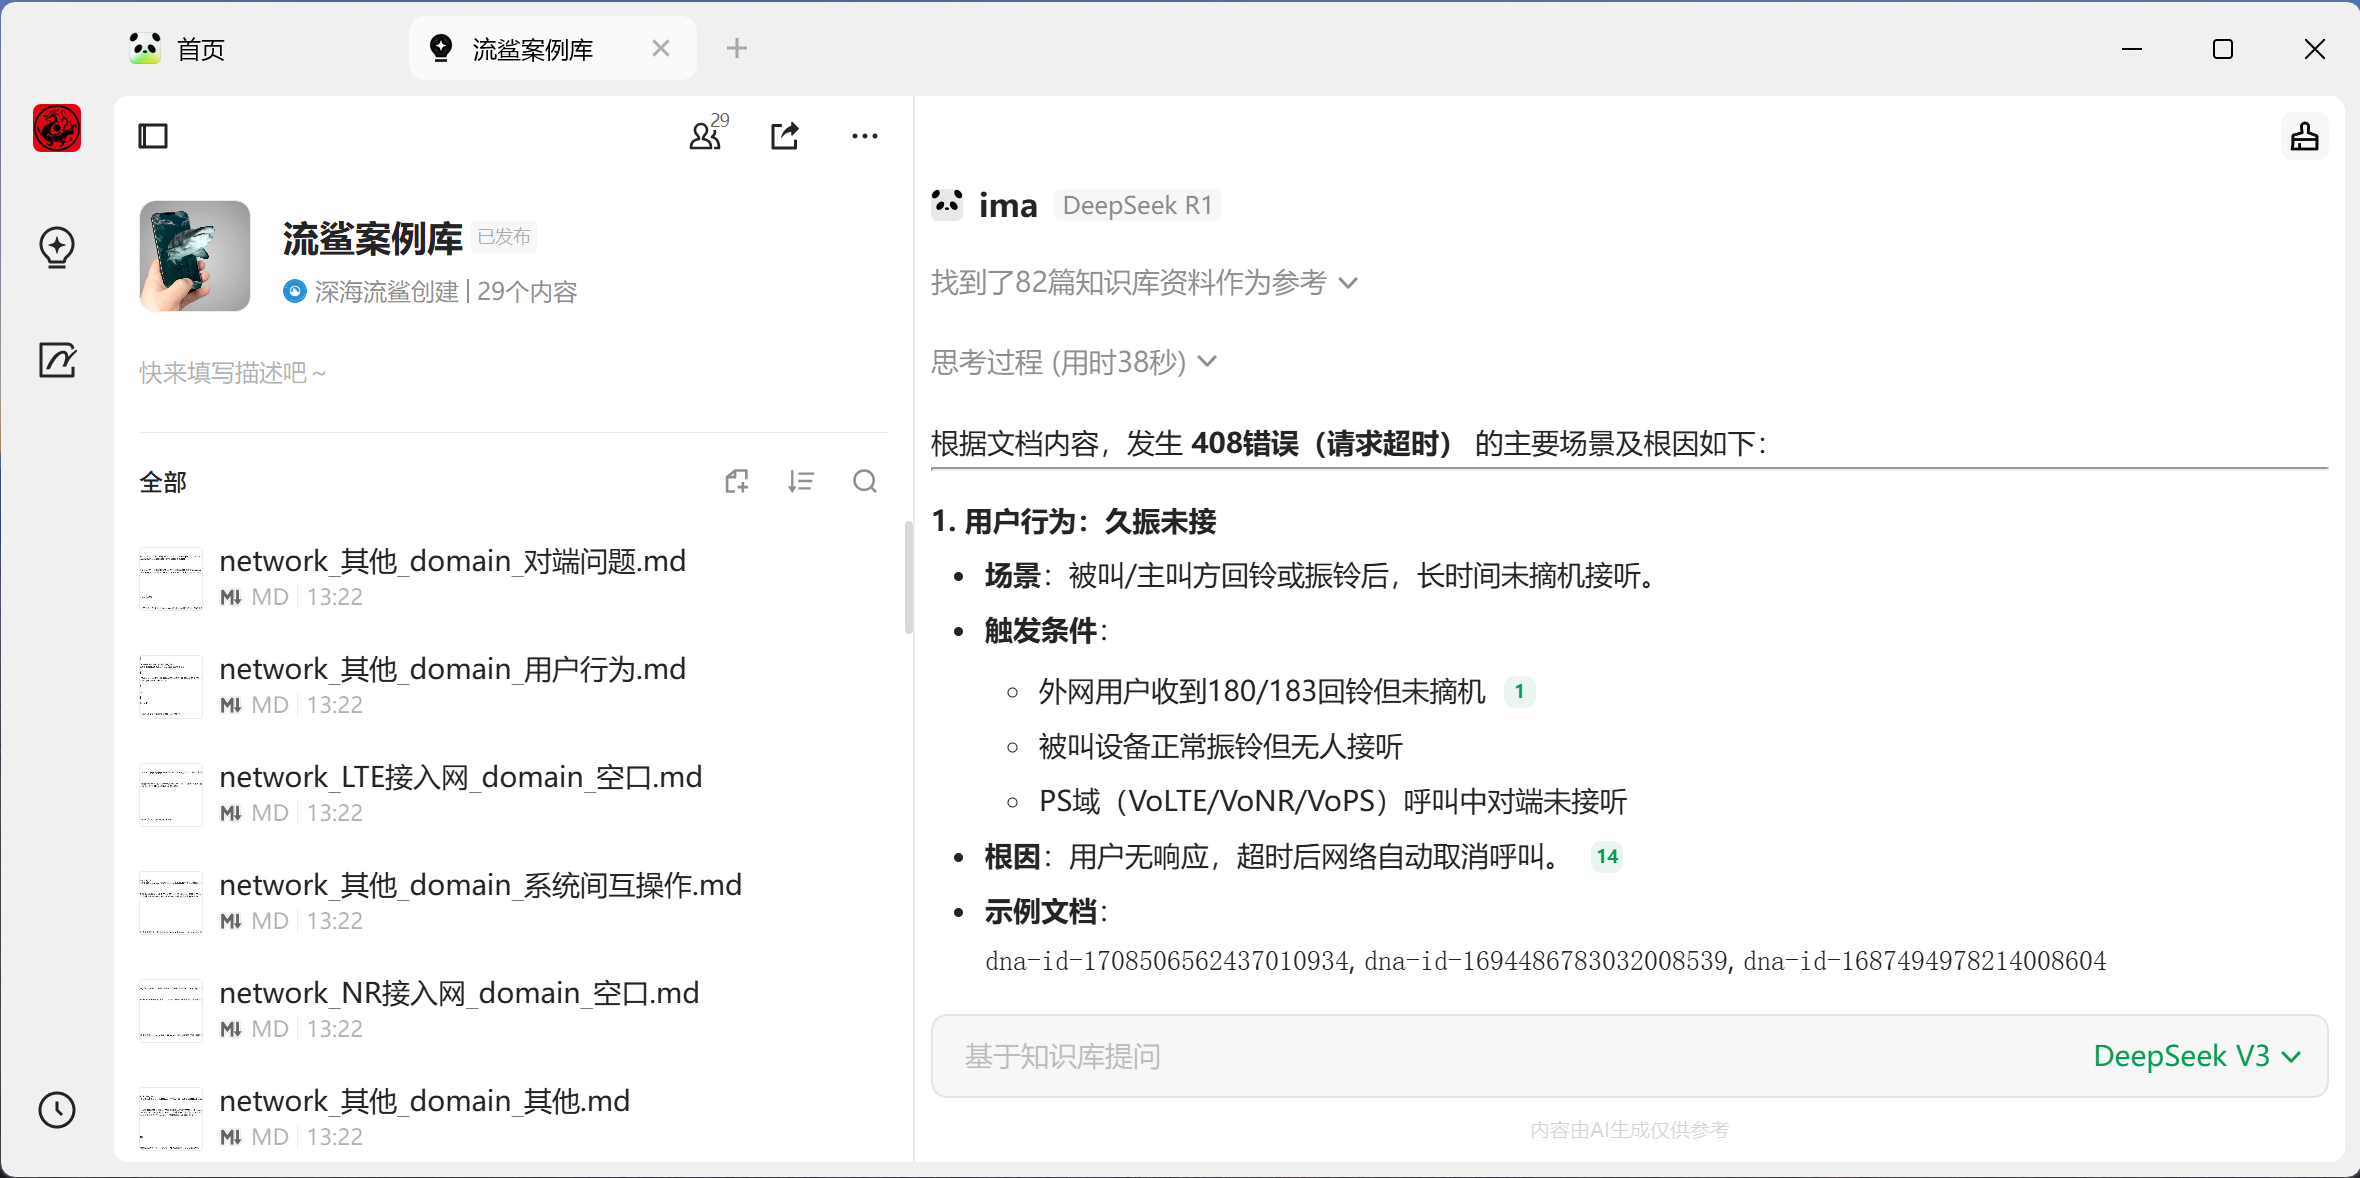 首页
流鲨案例库
29
流鲨案例库 已发布
深海流鲨创建 | 29个内容
快来填写描述吧 ~
全部
network_其他_domain_对端问题.md
MD 13:22
network_其他_domain_用户行为.md
MD 13:22
network_LTE接入网_domain_空口.md
MD 13:22
network_其他_domain_系统间互操作.md
MD 13:22
network_NR接入网_domain_空口.md
MD 13:22
network_其他_domain_其他.md
MD 13:22
ima DeepSeek R1
找到了82篇知识库资料作为参考
思考过程 (用时38秒)
根据文档内容，发生 408错误（请求超时） 的主要场景及根因如下：
1. 用户行为：久振未接
• 场景：被叫/主叫方回铃或振铃后，长时间未摘机接听。
• 触发条件：
◦ 外网用户收到180/183回铃但未摘机 1
◦ 被叫设备正常振铃但无人接听
◦ PS域（VoLTE/VoNR/VoPS）呼叫中对端未接听
• 根因：用户无响应，超时后网络自动取消呼叫。 14
• 示例文档：
dna-id-1708506562437010934, dna-id-1694486783032008539, dna-id-1687494978214008604
基于知识库提问
DeepSeek V3
内容由AI生成仅供参考